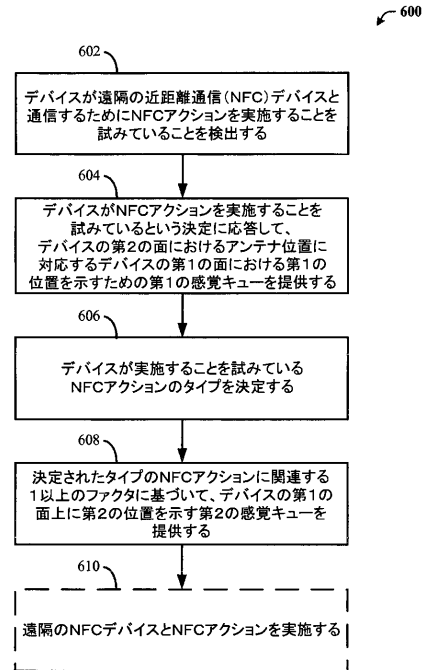 600
602
デバイスが遠隔の近距離通信(NFC)デバイスと
通信するためにNFCアクションを実施することを
試みていることを検出する
604
デバイスがNFCアクションを実施することを
試みているという決定に応答して、
デバイスの第2の面におけるアンテナ位置に
対応するデバイスの第1の面における第1の
位置を示すための第1の感覚キューを提供する
606
デバイスが実施することを試みている
NFCアクションのタイプを決定する
608
決定されたタイプのNFCアクションに関連する
1以上のファクタに基づいて、デバイスの第1の
面上に第2の位置を示す第2の感覚キューを
提供する
610
遠隔のNFCデバイスとNFCアクションを実施する